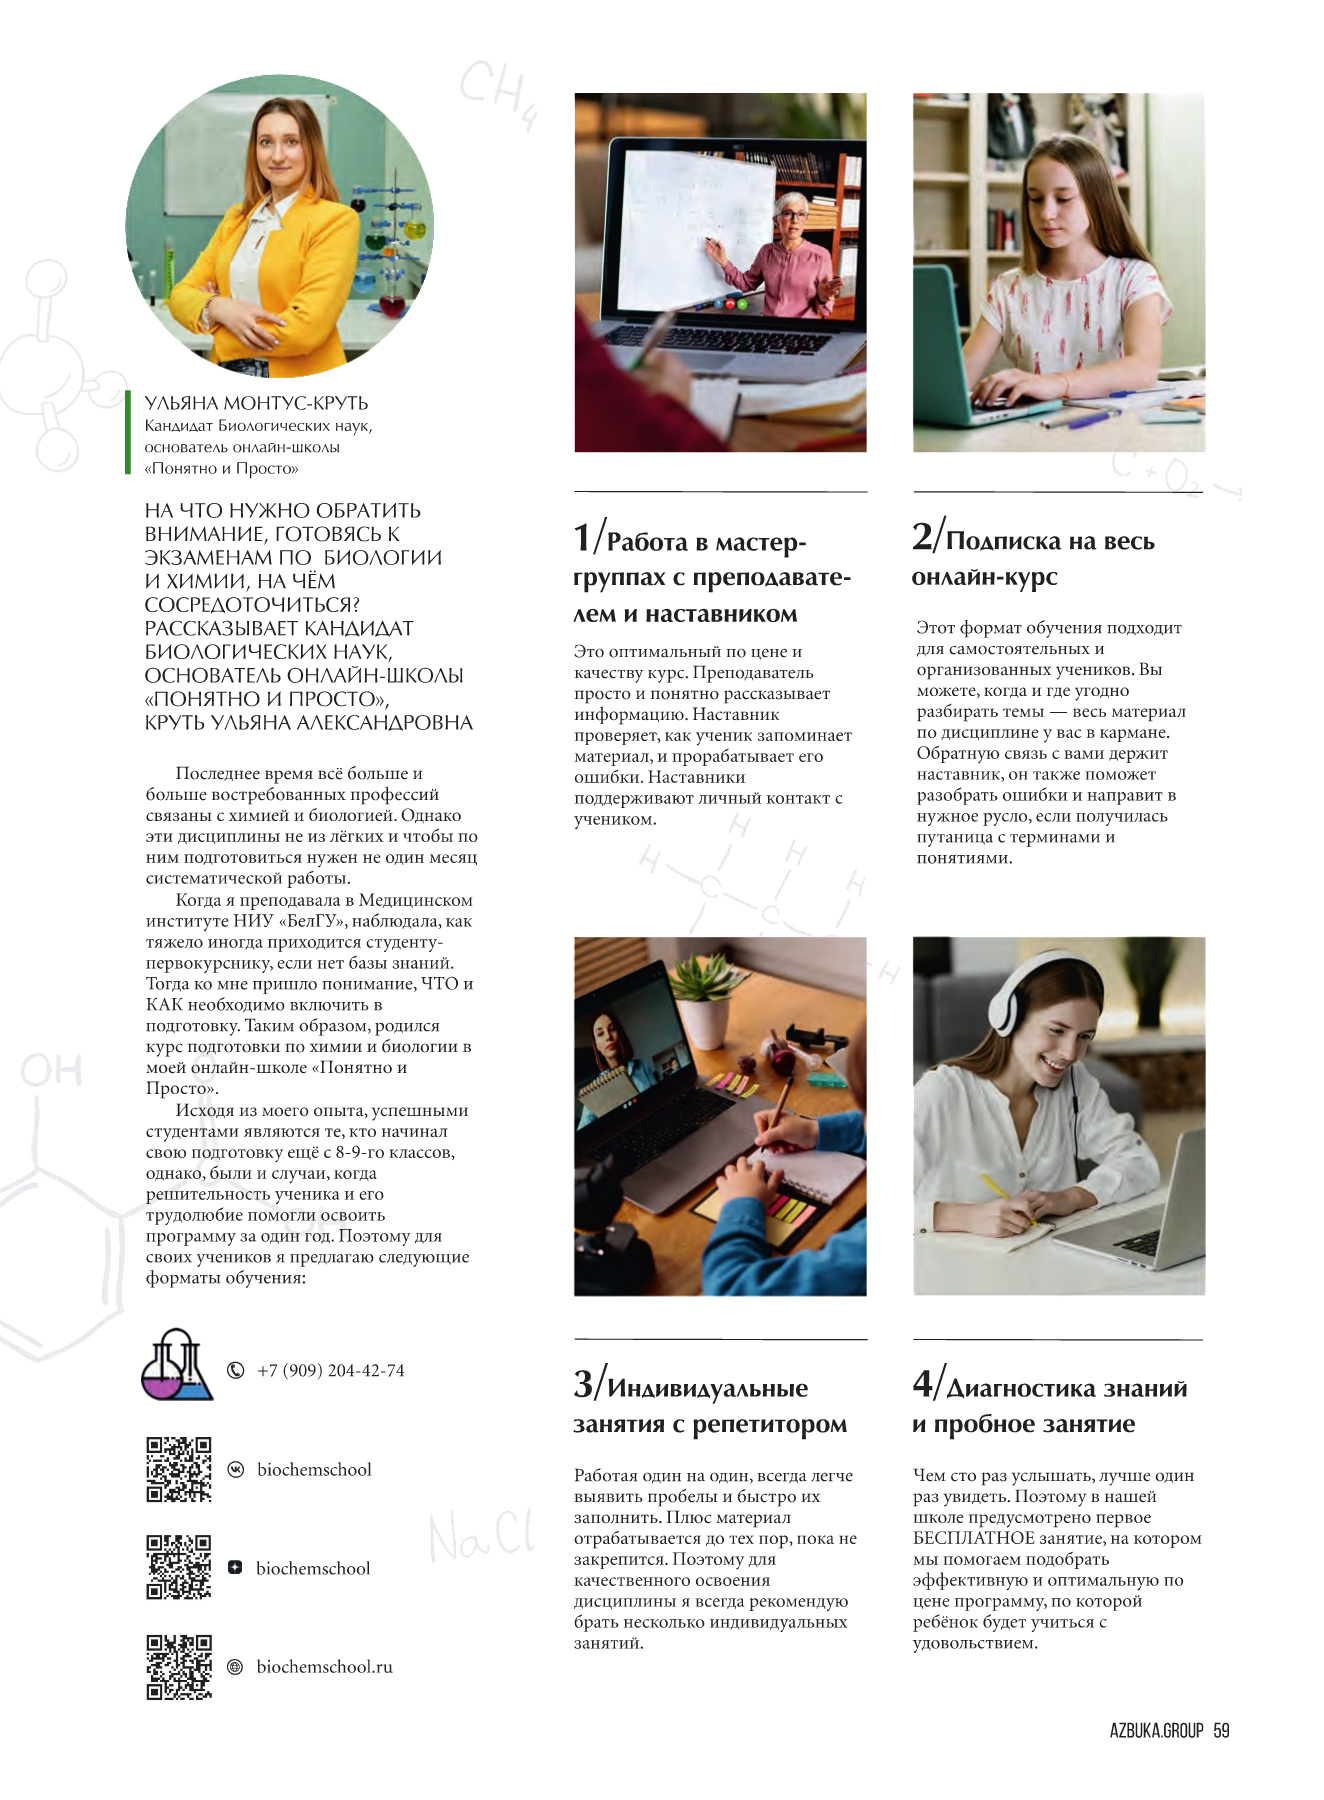 CH4
УЛЬЯНА МОНТУС-КРУТЬ
Кандидат Биологических наук,
основатель онлайн-школы
«Понятно и Просто»
НА ЧТО НУЖНО ОБРАТИТЬ
ВНИМАНИЕ, ГОТОВЯСЬ К
ЭКЗАМЕНАМ ПО БИОЛОГИИ
И ХИМИИ, НА ЧЁМ
СОСРЕДОТОЧИТЬСЯ?
РАССКАЗЫВАЕТ КАНДИДАТ
БИОЛОГИЧЕСКИХ НАУК,
ОСНОВАТЕЛЬ ОНЛАЙН-ШКОЛЫ
«ПОНЯТНО И ПРОСТО»,
КРУТЬ УЛЬЯНА АЛЕКСАНДРОВНА
Последнее время всё больше и
больше востребованных профессий
связаны с химией и биологией. Однако
эти дисциплины не из лёгких и чтобы по
ним подготовиться нужен не один месяц
систематической работы.
Когда я преподавала в Медицинском
институте НИУ «БелГУ», наблюдала, как
тяжело иногда приходится студенту-
первокурснику, если нет базы знаний.
Тогда ко мне пришло понимание, ЧТО и
КАК необходимо включить в
подготовку. Таким образом, родился
курс подготовки по химии и биологии в
моей онлайн-школе «Понятно и
Просто».
Исходя из моего опыта, успешными
студентами являются те, кто начинал
свою подготовку ещё с 8-9-го классов,
однако, были и случаи, когда
решительность ученика и его
трудолюбие помогли освоить
программу за один год. Поэтому для
своих учеников я предлагаю следующие
форматы обучения:
OH
O
OH
+7 (909) 204-42-74
biochemschool
biochemschool
biochemschool.ru
NaCl
1/Работа в мастер-
группах с преподавате-
лем и наставником
Это оптимальный по цене и
качеству курс. Преподаватель
просто и понятно рассказывает
информацию. Наставник
проверяет, как ученик запоминает
материал, и прорабатывает его
ошибки. Наставники
поддерживают личный контакт с
учеником.
H H H
H C C
H
C + O2 →
2/Подписка на весь
онлайн-курс
Этот формат обучения подходит
для самостоятельных и
организованных учеников. Вы
можете, когда и где угодно
разбирать темы — весь материал
по дисциплине у вас в кармане.
Обратную связь с вами держит
наставник, он также поможет
разобрать ошибки и направит в
нужное русло, если получилась
путаница с терминами и
понятиями.
3/Индивидуальные
занятия с репетитором
Работая один на один, всегда легче
выявить пробелы и быстро их
заполнить. Плюс материал
отрабатывается до тех пор, пока не
закрепится. Поэтому для
качественного освоения
дисциплины я всегда рекомендую
брать несколько индивидуальных
занятий.
4/Диагностика знаний
и пробное занятие
Чем сто раз услышать, лучше один
раз увидеть. Поэтому в нашей
школе предусмотрено первое
БЕСПЛАТНОЕ занятие, на котором
мы помогаем подобрать
эффективную и оптимальную по
цене программу, по которой
ребёнок будет учиться с
удовольствием.
AZBUKA.GROUP 59